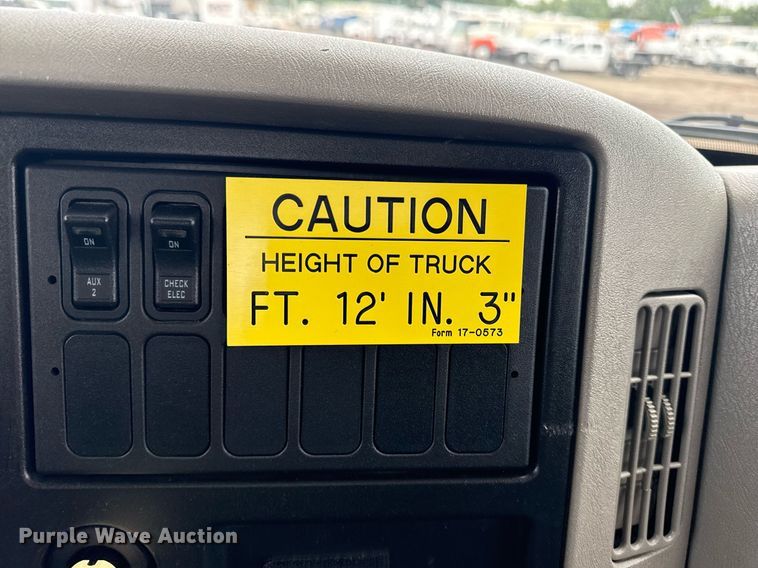 CAUTION
HEIGHT OF TRUCK
FT. 12' IN. 3"
Form 17-0573
ON
AUX
2
ON
CHECK
ELEC
Purple Wave Auction